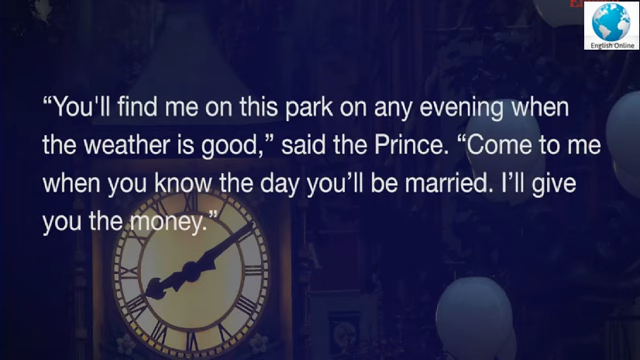 English Online
“You'll find me on this park on any evening when
the weather is good,” said the Prince. “Come to me
when you know the day you’ll be married. I’ll give
you the money.”